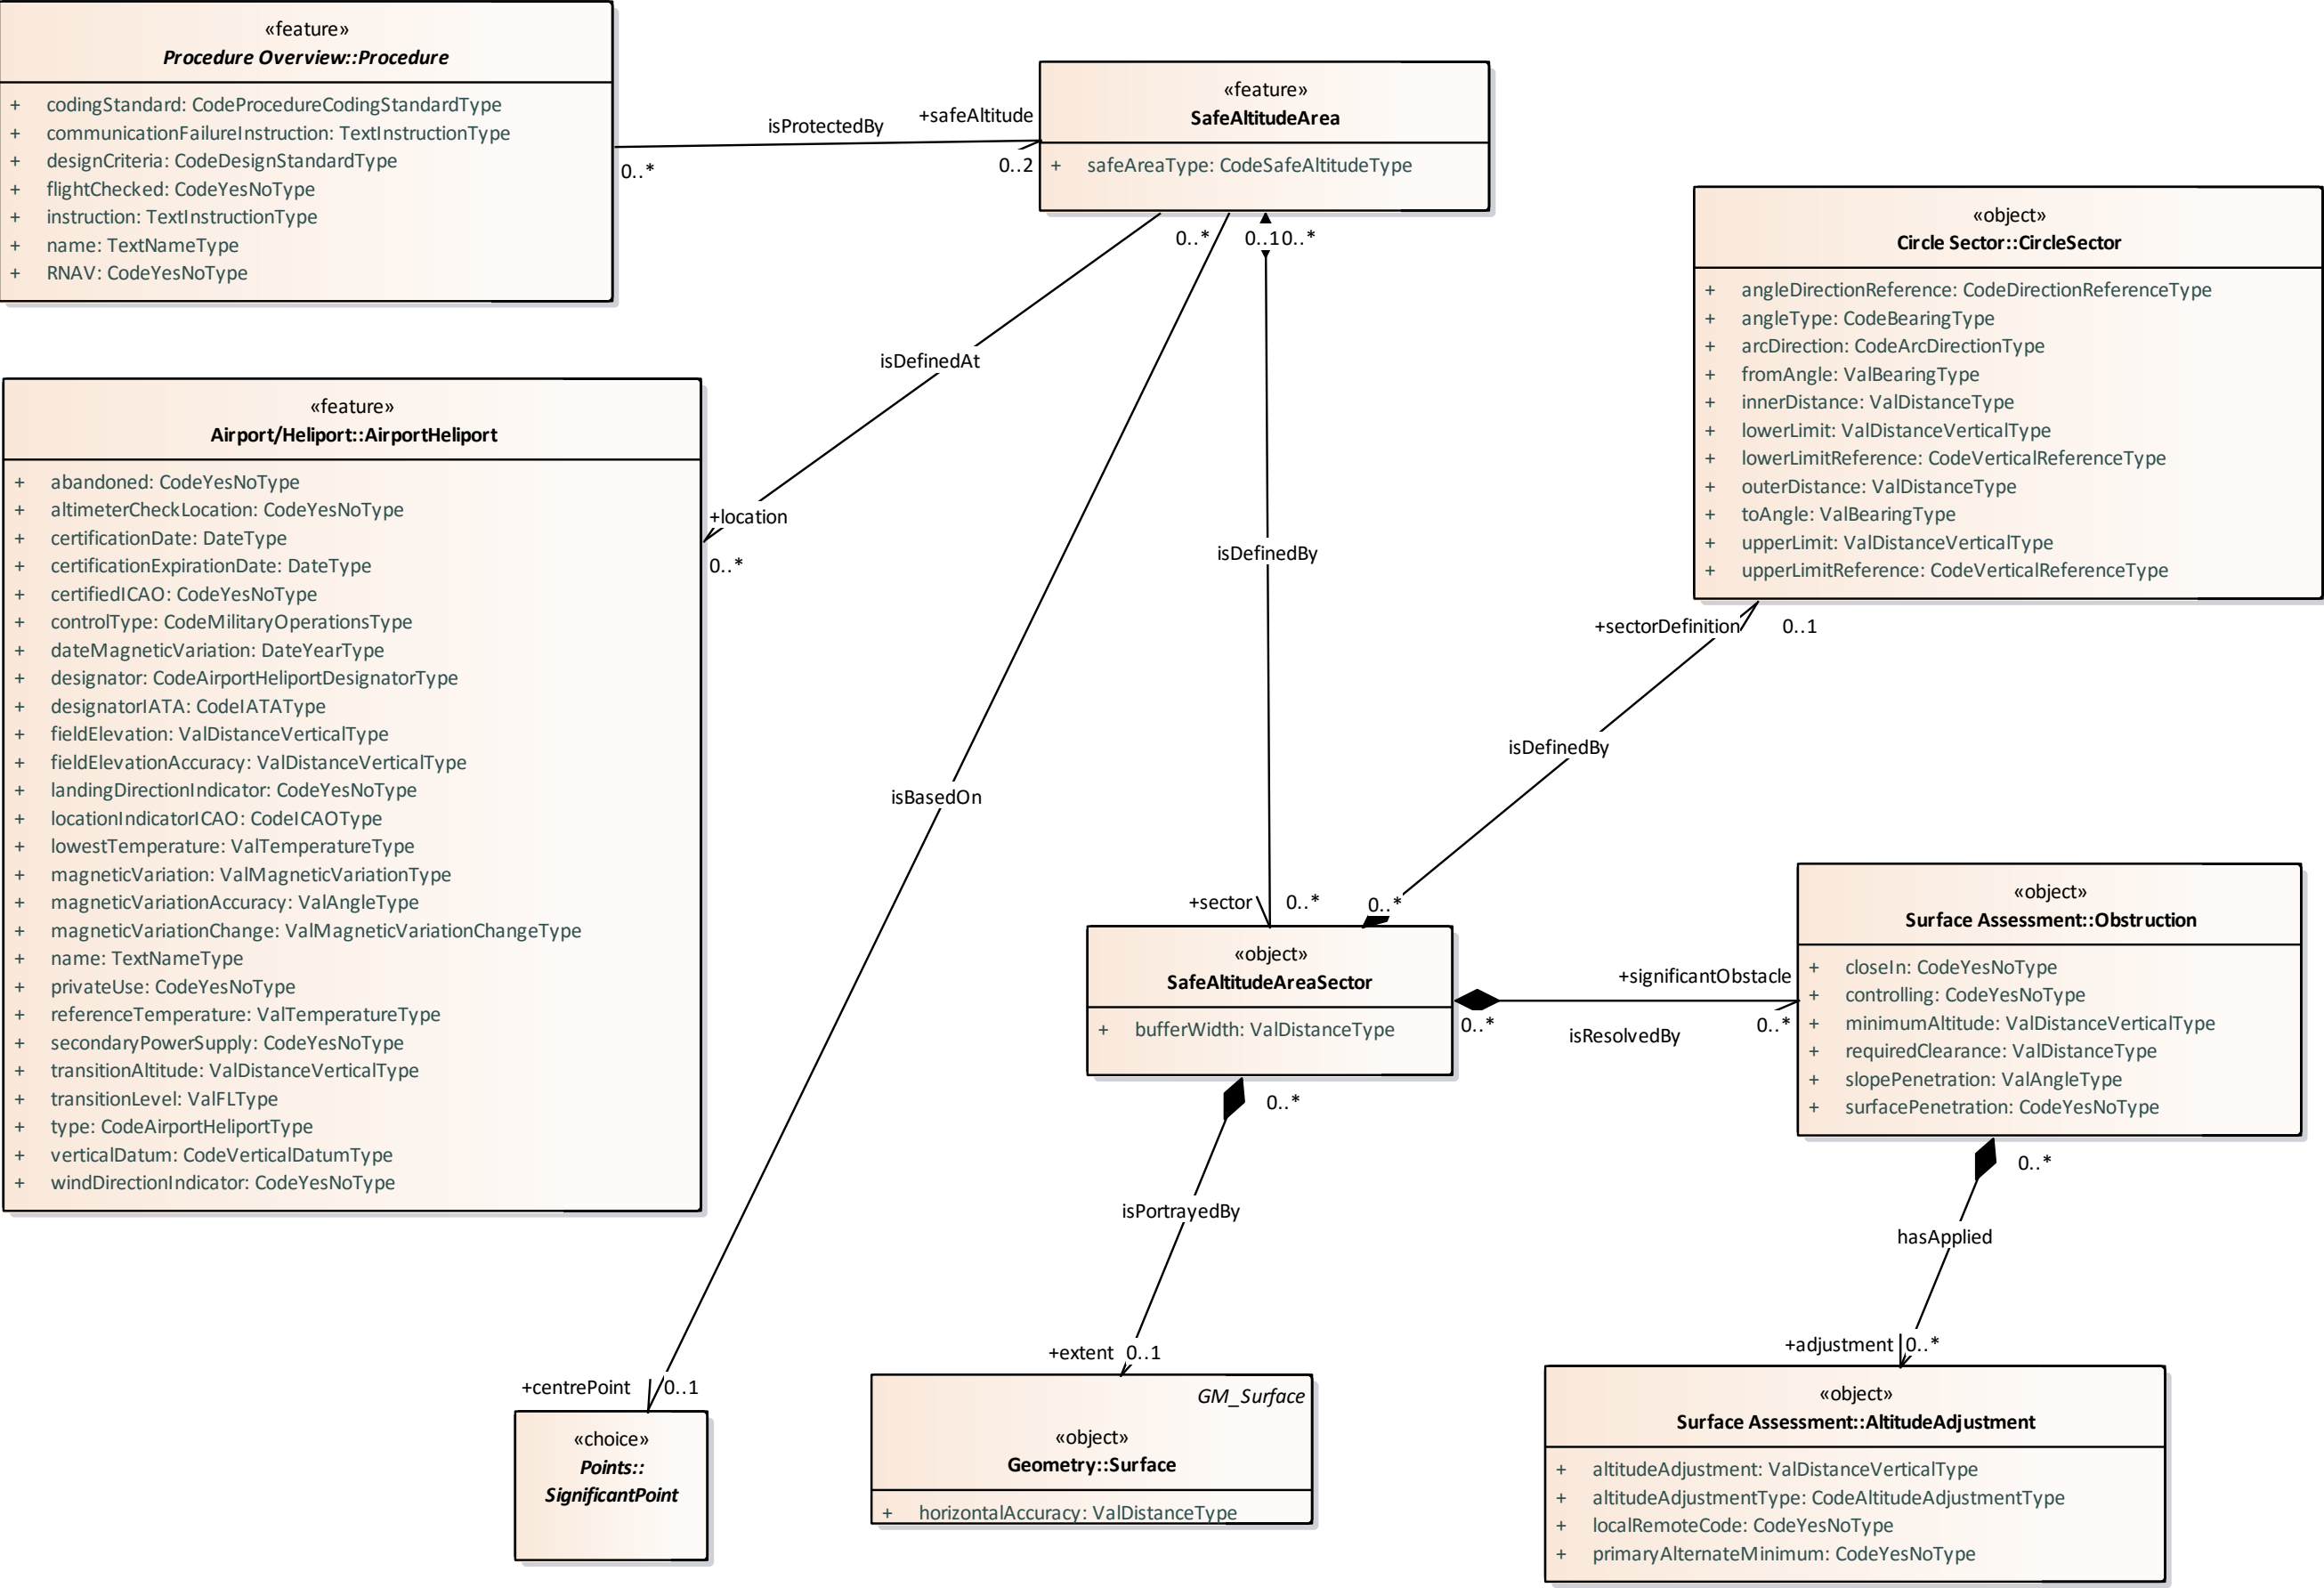 «feature»
Procedure Overview::Procedure
+ codingStandard: CodeProcedureCodingStandardType
+ communicationFailureInstruction: TextInstructionType
+ designCriteria: CodeDesignStandardType
+ flightChecked: CodeYesNoType
+ instruction: TextInstructionType
+ name: TextNameType
+ RNAV: CodeYesNoType
isProtectedBy
+safeAltitude
0..*
0..2
«feature»
SafeAltitudeArea
+ safeAreaType: CodeSafeAltitudeType
0..*
0..1
0..*
«object»
Circle Sector::CircleSector
+ angleDirectionReference: CodeDirectionReferenceType
+ angleType: CodeBearingType
+ arcDirection: CodeArcDirectionType
+ fromAngle: ValBearingType
+ innerDistance: ValDistanceType
+ lowerLimit: ValDistanceVerticalType
+ lowerLimitReference: CodeVerticalReferenceType
+ outerDistance: ValDistanceType
+ toAngle: ValBearingType
+ upperLimit: ValDistanceVerticalType
+ upperLimitReference: CodeVerticalReferenceType
isDefinedAt
+location
0..*
«feature»
Airport/Heliport::AirportHeliport
+ abandoned: CodeYesNoType
+ altimeterCheckLocation: CodeYesNoType
+ certificationDate: DateType
+ certificationExpirationDate: DateType
+ certifiedICAO: CodeYesNoType
+ controlType: CodeMilitaryOperationsType
+ dateMagneticVariation: DateYearType
+ designator: CodeAirportHeliportDesignatorType
+ designatorIATA: CodeIATAType
+ fieldElevation: ValDistanceVerticalType
+ fieldElevationAccuracy: ValDistanceVerticalType
+ landingDirectionIndicator: CodeYesNoType
+ locationIndicatorICAO: CodeICAOType
+ lowestTemperature: ValTemperatureType
+ magneticVariation: ValMagneticVariationType
+ magneticVariationAccuracy: ValAngleType
+ magneticVariationChange: ValMagneticVariationChangeType
+ name: TextNameType
+ privateUse: CodeYesNoType
+ referenceTemperature: ValTemperatureType
+ secondaryPowerSupply: CodeYesNoType
+ transitionAltitude: ValDistanceVerticalType
+ transitionLevel: ValFLType
+ type: CodeAirportHeliportType
+ verticalDatum: CodeVerticalDatumType
+ windDirectionIndicator: CodeYesNoType
isDefinedBy
+sectorDefinition
0..1
isDefinedBy
isBasedOn
+sector
0..*
0..*
«object»
SafeAltitudeAreaSector
+ bufferWidth: ValDistanceType
+significantObstacle
0..*
0..*
isResolvedBy
«object»
Surface Assessment::Obstruction
+ closeIn: CodeYesNoType
+ controlling: CodeYesNoType
+ minimumAltitude: ValDistanceVerticalType
+ requiredClearance: ValDistanceType
+ slopePenetration: ValAngleType
+ surfacePenetration: CodeYesNoType
0..*
isPortrayedBy
0..*
hasApplied
+extent 0..1
+adjustment 0..*
+centrePoint 0..1
«choice»
Points::
SignificantPoint
GM_Surface
«object»
Geometry::Surface
+ horizontalAccuracy: ValDistanceType
«object»
Surface Assessment::AltitudeAdjustment
+ altitudeAdjustment: ValDistanceVerticalType
+ altitudeAdjustmentType: CodeAltitudeAdjustmentType
+ localRemoteCode: CodeYesNoType
+ primaryAlternateMinimum: CodeYesNoType